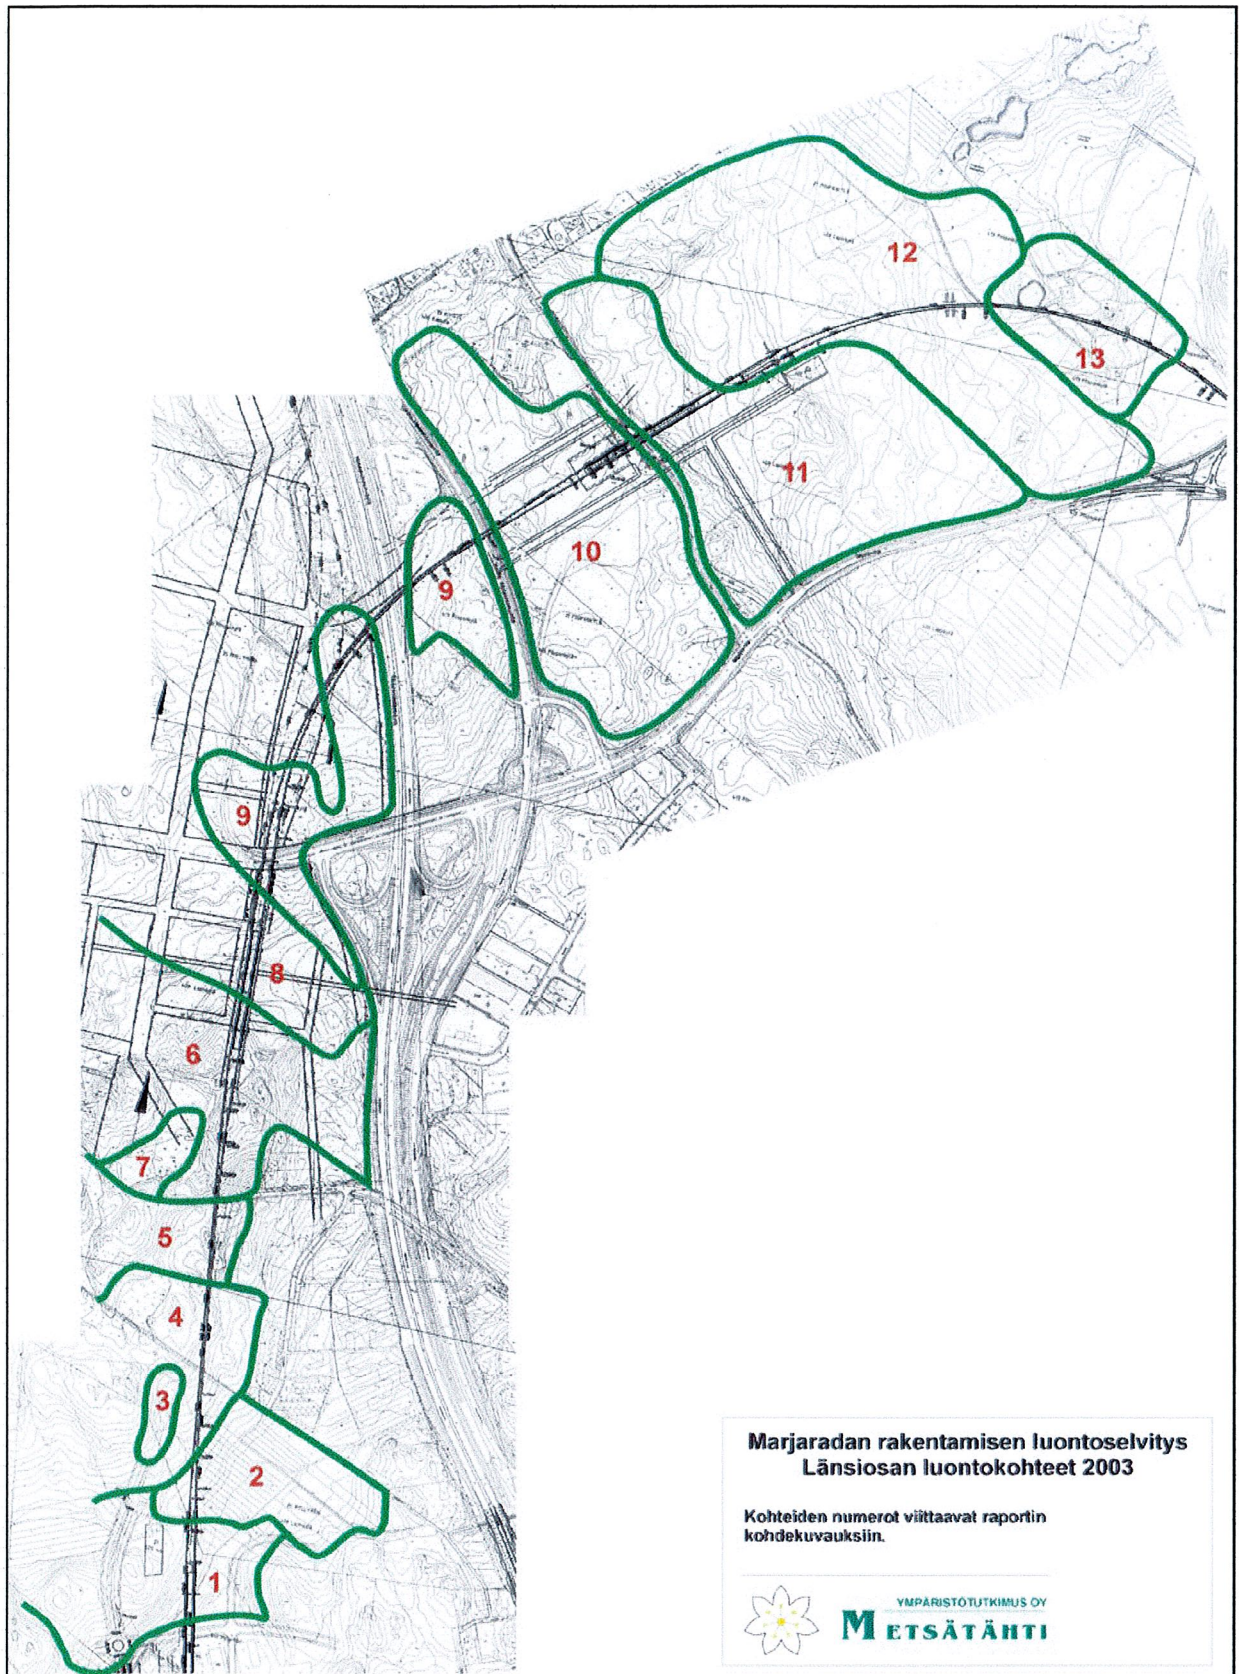 12
13
11
10
9
9
8
6
7
5
4
3
2
1
Marjaradan rakentamisen luontoselvitys
Länsiosan luontokohteet 2003
Kohteiden numerot viittaavat raportin
kohdekuvauksiin.
YMPÄRISTÖTUTKIMUS OY
METSÄTÄHTI